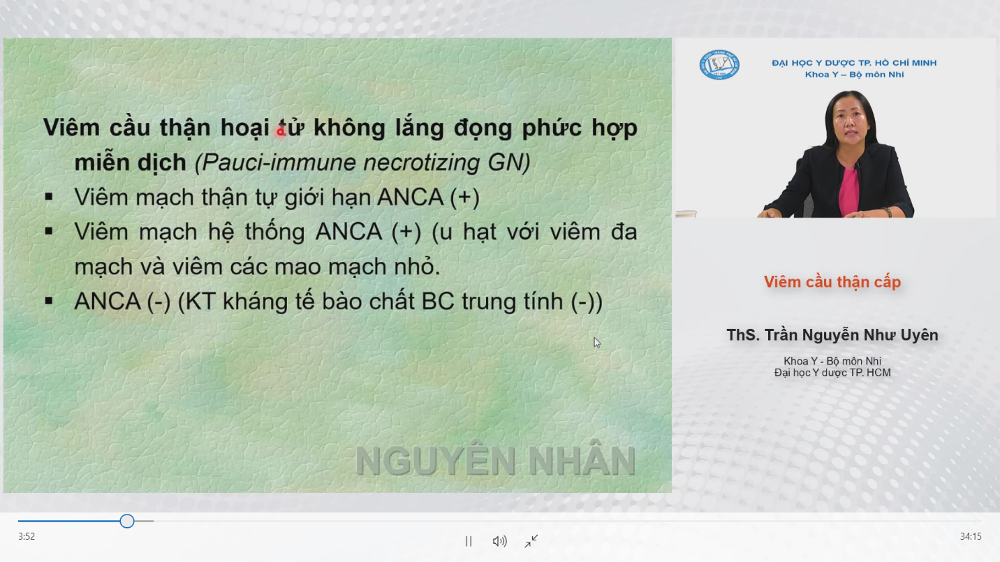 Viêm cầu thận hoại tử không lắng đọng phức hợp
miễn dịch (Pauci-immune necrotizing GN)
▪ Viêm mạch thận tự giới hạn ANCA (+)
▪ Viêm mạch hệ thống ANCA (+) (u hạt với viêm đa
mạch và viêm các mao mạch nhỏ.
▪ ANCA (-) (KT kháng tế bào chất BC trung tính (-))
NGUYÊN NHÂN
ĐẠI HỌC Y DƯỢC TP. HỒ CHÍ MINH
Khoa Y – Bộ môn Nhi
Viêm cầu thận cấp
ThS. Trần Nguyễn Như Uyên
Khoa Y - Bộ môn Nhi
Đại học Y dược TP. HCM
3:52
34:15